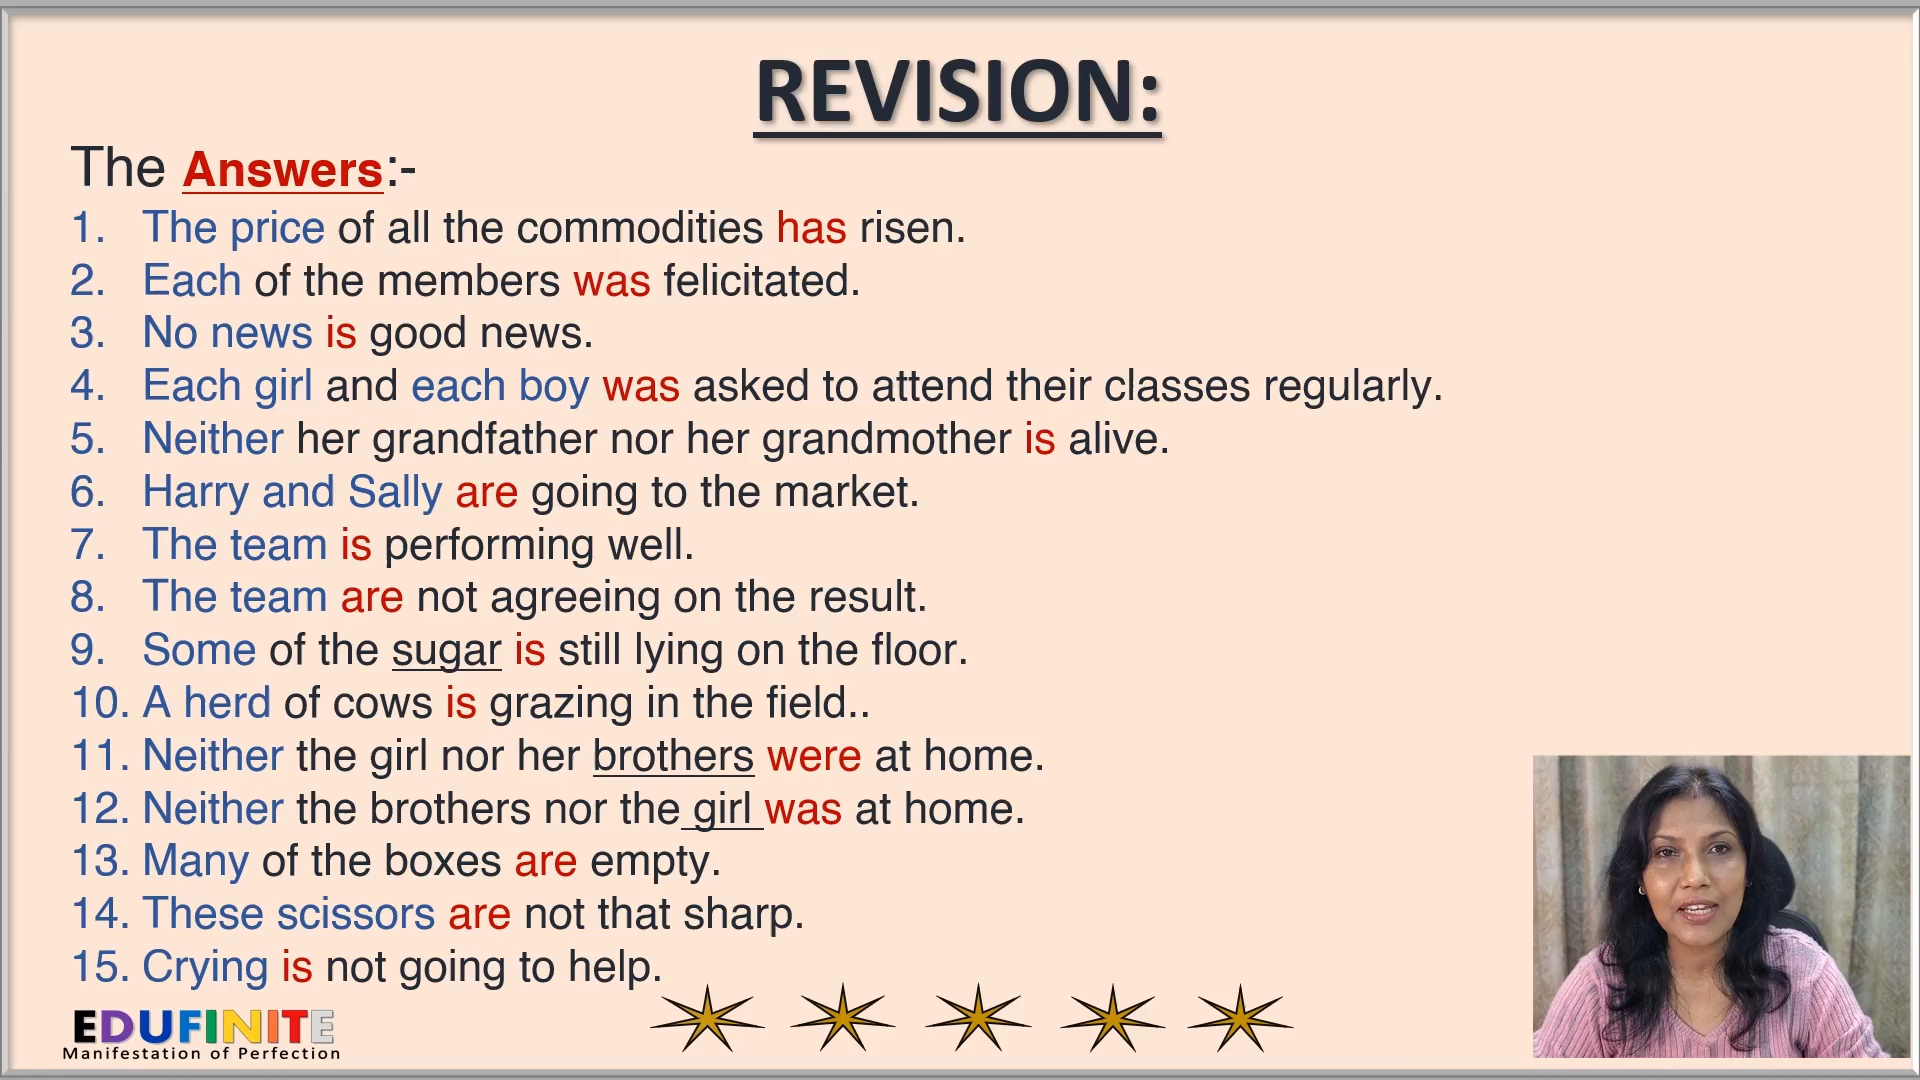 REVISION:
The Answers:-
1. The price of all the commodities has risen.
2. Each of the members was felicitated.
3. No news is good news.
4. Each girl and each boy was asked to attend their classes regularly.
5. Neither her grandfather nor her grandmother is alive.
6. Harry and Sally are going to the market.
7. The team is performing well.
8. The team are not agreeing on the result.
9. Some of the sugar is still lying on the floor.
10. A herd of cows is grazing in the field..
11. Neither the girl nor her brothers were at home.
12. Neither the brothers nor the girl was at home.
13. Many of the boxes are empty.
14. These scissors are not that sharp.
15. Crying is not going to help.
EDUFINITE
Manifestation of Perfection